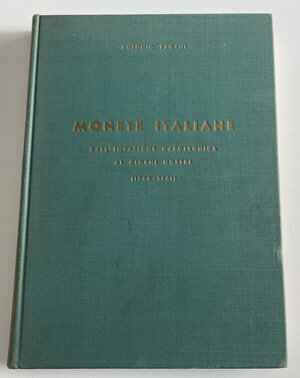 ANTONIO PAGANI
MONETE ITALIANE
DALL'INVASIONE NAPOLEONICA
AI GIORNI NOSTRI